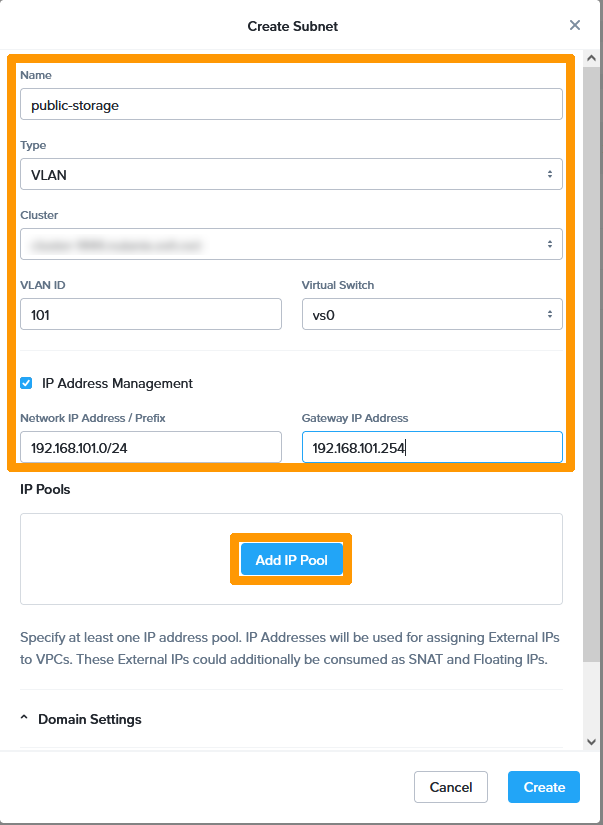 Create Subnet
Name
public-storage
Type
VLAN
Cluster
VLAN ID
Virtual Switch
101
vs0
IP Address Management
Network IP Address / Prefix
Gateway IP Address
192.168.101.0/24
192.168.101.254
IP Pools
Add IP Pool
Specify at least one IP address pool. IP Addresses will be used for assigning External IPs
to VPCs. These External IPs could additionally be consumed as SNAT and Floating IPs.
Domain Settings
Cancel
Create